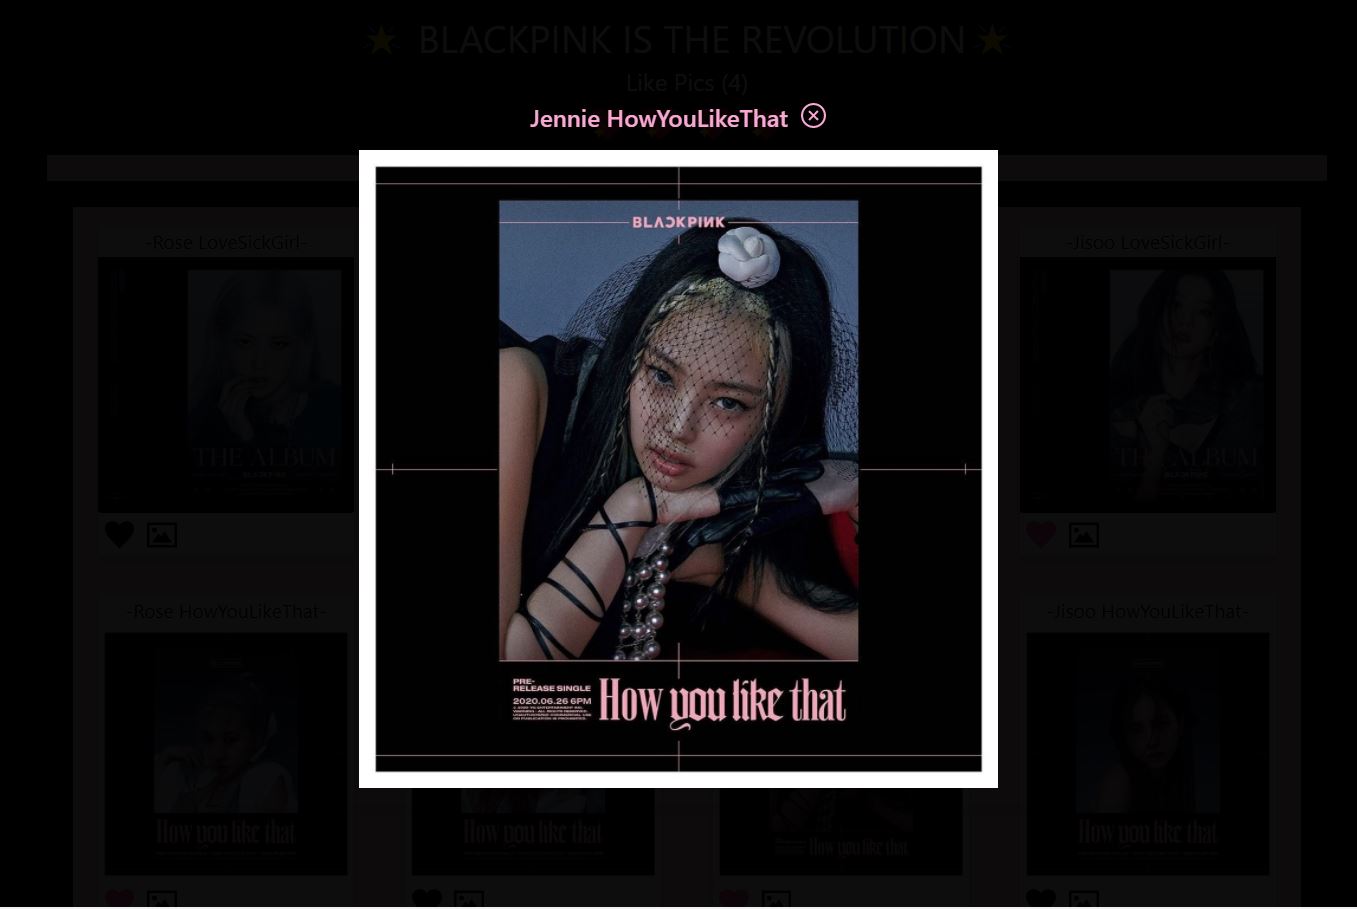 BLACKPINK IS THE REVOLUTION
Like Pics (4)
Jennie HowYouLikeThat
-Rose LoveSickGirl-
-Jisoo LoveSickGirl-
BLACKPINK
THE ALBUM
BLACKPINK
THE ALBUM
BLACKPINK
-Rose HowYouLikeThat-
-Jisoo HowYouLikeThat-
PRE-
RELEASE SINGLE
2020.06.26 6PM
How you like that
How you like that
How you like that
How you like that
How you like that